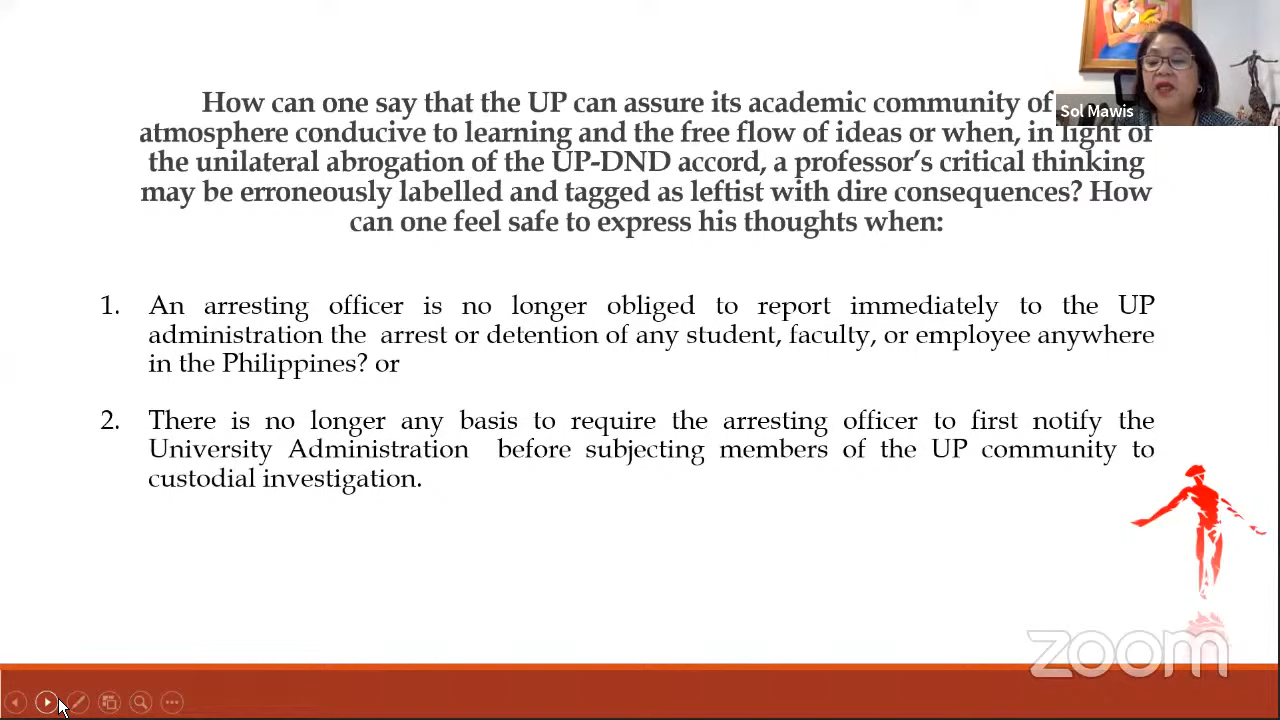 How can one say that the UP can assure its academic community of
atmosphere conducive to learning and the free flow of ideas or when, in light of
the unilateral abrogation of the UP-DND accord, a professor's critical thinking
may be erroneously labelled and tagged as leftist with dire consequences? How
can one feel safe to express his thoughts when:
Sol Mawis
1. An arresting officer is no longer obliged to report immediately to the UP
administration the arrest or detention of any student, faculty, or employee anywhere
in the Philippines? or
2. There is no longer any basis to require the arresting officer to first notify the
University Administration before subjecting members of the UP community to
custodial investigation.
zoom